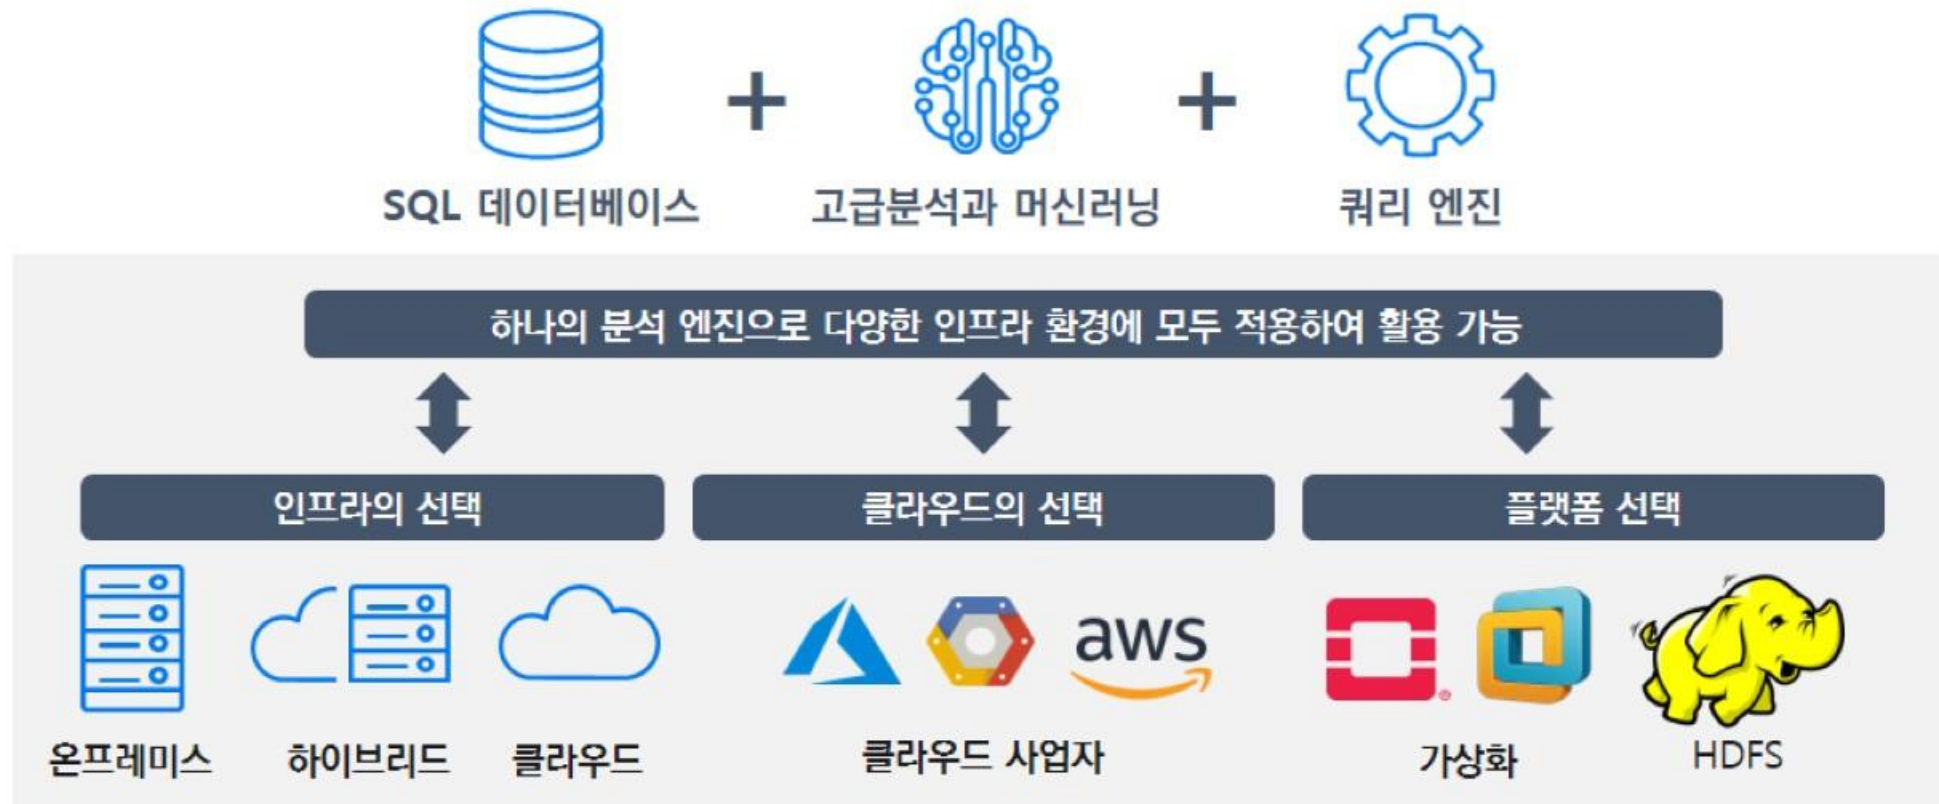 SQL 데이터베이스
+
고급분석과 머신러닝
+
쿼리 엔진
하나의 분석 엔진으로 다양한 인프라 환경에 모두 적용하여 활용 가능
인프라의 선택
클라우드의 선택
플랫폼 선택
aws
온프레미스
하이브리드
클라우드
클라우드 사업자
가상화
HDFS